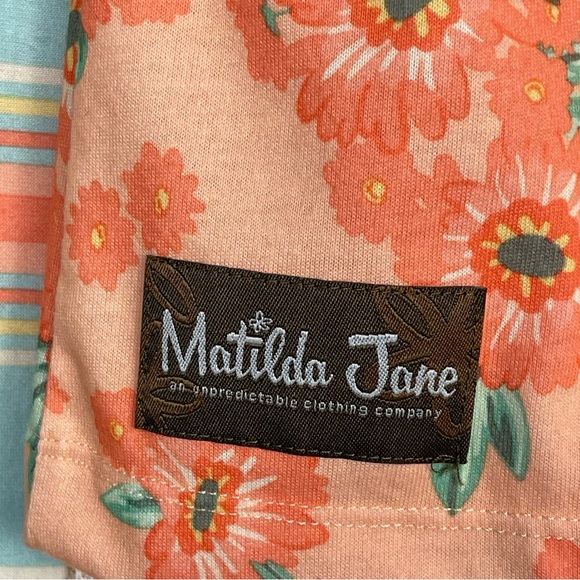 Matilda Jane
an unpredictable clothing company